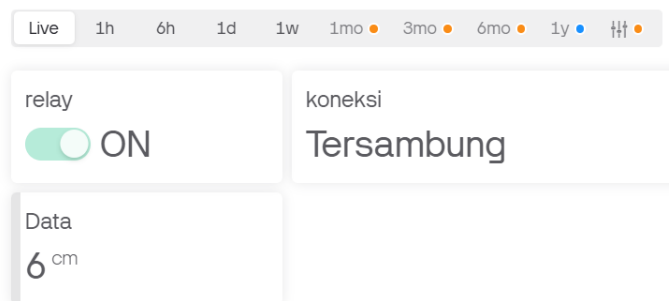 Live 1h 6h 1d 1w 1mo 3mo 6mo 1y
relay
ON
koneksi
Tersambung
Data
6 cm